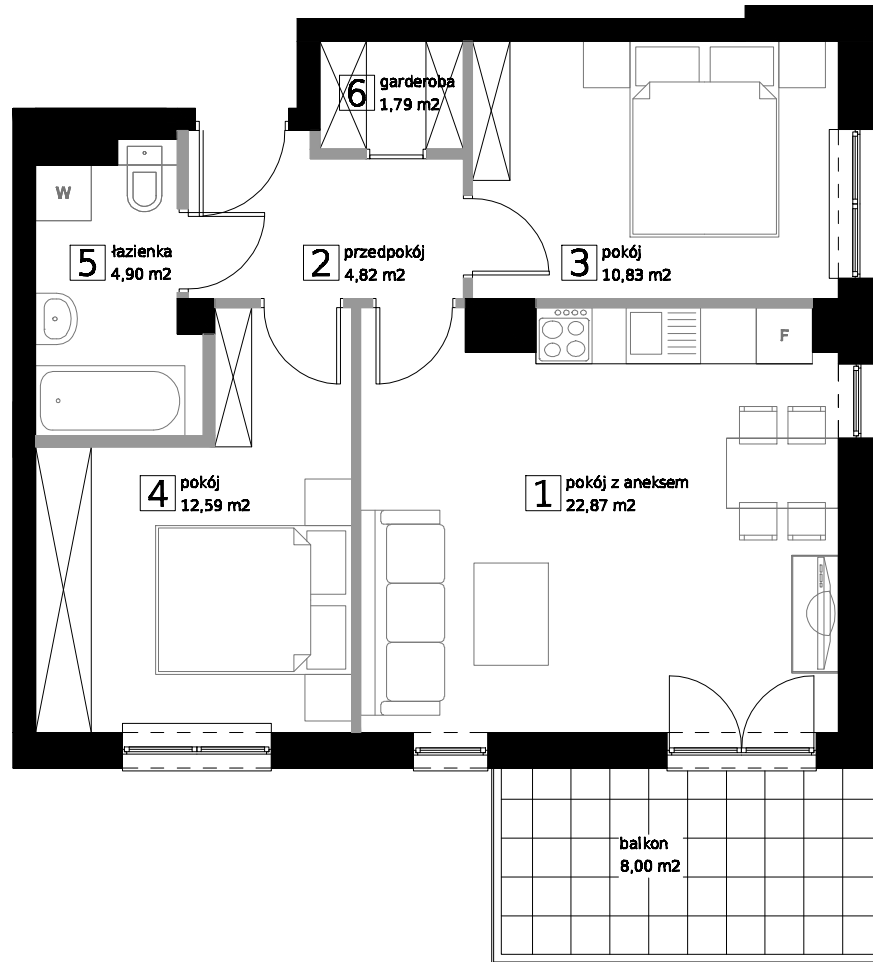 6
garderoba
1,79 m2
W
5
łazienka
4,90 m2
2
przedpokój
4,82 m2
3
pokój
10,83 m2
F
4
pokój
12,59 m2
1
pokój z aneksem
22,87 m2
balkon
8,00 m2